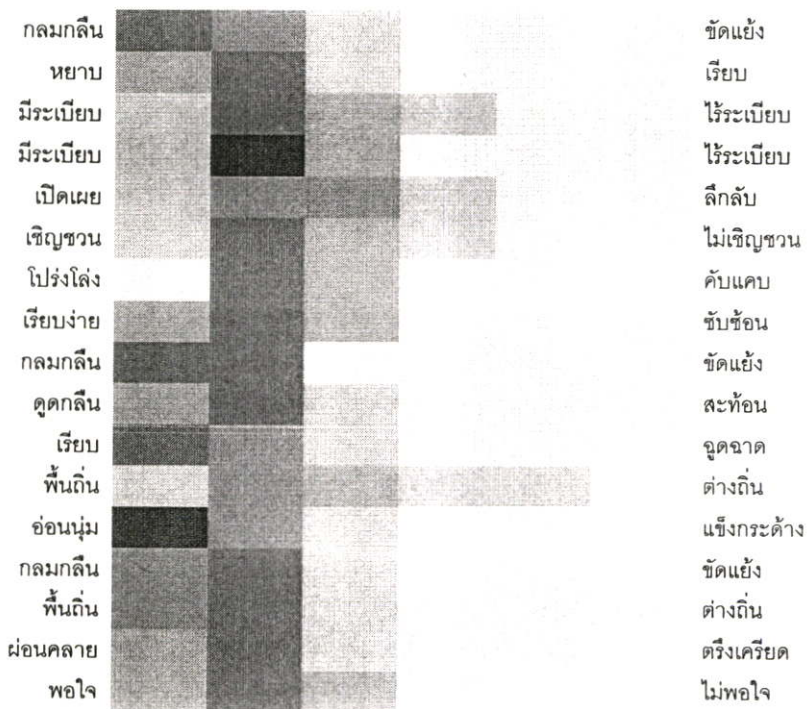 กลมกลืน ขัดแย้ง
หยาบ เรียบ
มีระเบียบ ไร้ระเบียบ
มีระเบียบ ไร้ระเบียบ
เปิดเผย ลึกลับ
เชิญชวน ไม่เชิญชวน
โปร่งโล่ง คับแคบ
เรียบง่าย ซับซ้อน
กลมกลืน ขัดแย้ง
ดูดกลืน สะท้อน
เรียบ ฉูดฉาด
พื้นถิ่น ต่างถิ่น
อ่อนนุ่ม แข็งกระด้าง
กลมกลืน ขัดแย้ง
พื้นถิ่น ต่างถิ่น
ผ่อนคลาย ตรึงเครียด
พอใจ ไม่พอใจ